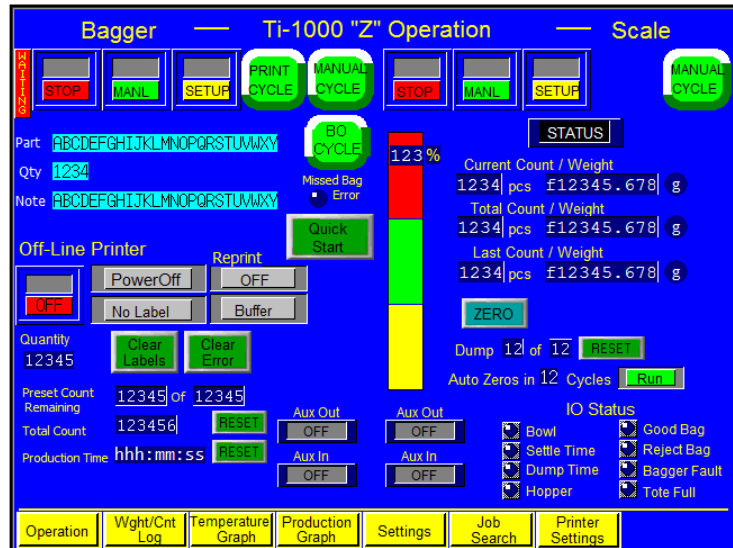 Bagger — Ti-1000 "Z" Operation — Scale
WAITING
STOP MANL SETUP PRINT CYCLE MANUAL CYCLE STOP MANL SETUP MANUAL CYCLE
Part ABCDEFGHIJKLMNOPQRSTUVWXY
BO CYCLE
Qty 1234
Missed Bag Error
Note ABCDEFGHIJKLMNOPQRSTUVWXY
Quick Start
123 %
STATUS
Current Count / Weight
1234 pcs f12345.678 g
Total Count / Weight
1234 pcs f12345.678 g
Last Count / Weight
1234 pcs f12345.678 g
Off-Line Printer
Reprint
OFF
PowerOff OFF
No Label Buffer
ZERO
Quantity
12345
Clear Labels
Clear Error
Dump 12 of 12 RESET
Auto Zeros in 12 Cycles Run
Preset Count Remaining 12345 Of 12345
Total Count 123456 RESET
Production Time hhh:mm:ss RESET
Aux Out
OFF
Aux In
OFF
Aux Out
OFF
Aux In
OFF
IO Status
Bowl Good Bag
Settle Time Reject Bag
Dump Time Bagger Fault
Hopper Tote Full
Operation Wght/Cnt Log Temperature Graph Production Graph Settings Job Search Printer Settings